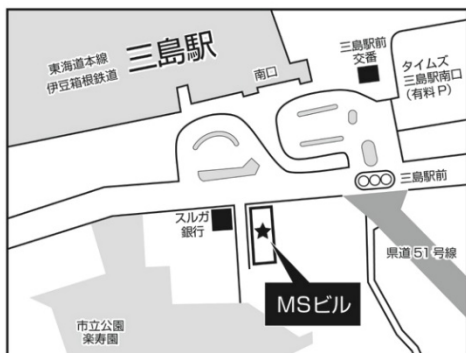 東海道本線
伊豆箱根鉄道
三島駅
南口
三島駅前
交番
タイムズ
三島駅南口
(有料P)
三島駅前
スルガ
銀行
県道51号線
MSビル
市立公園
楽寿園